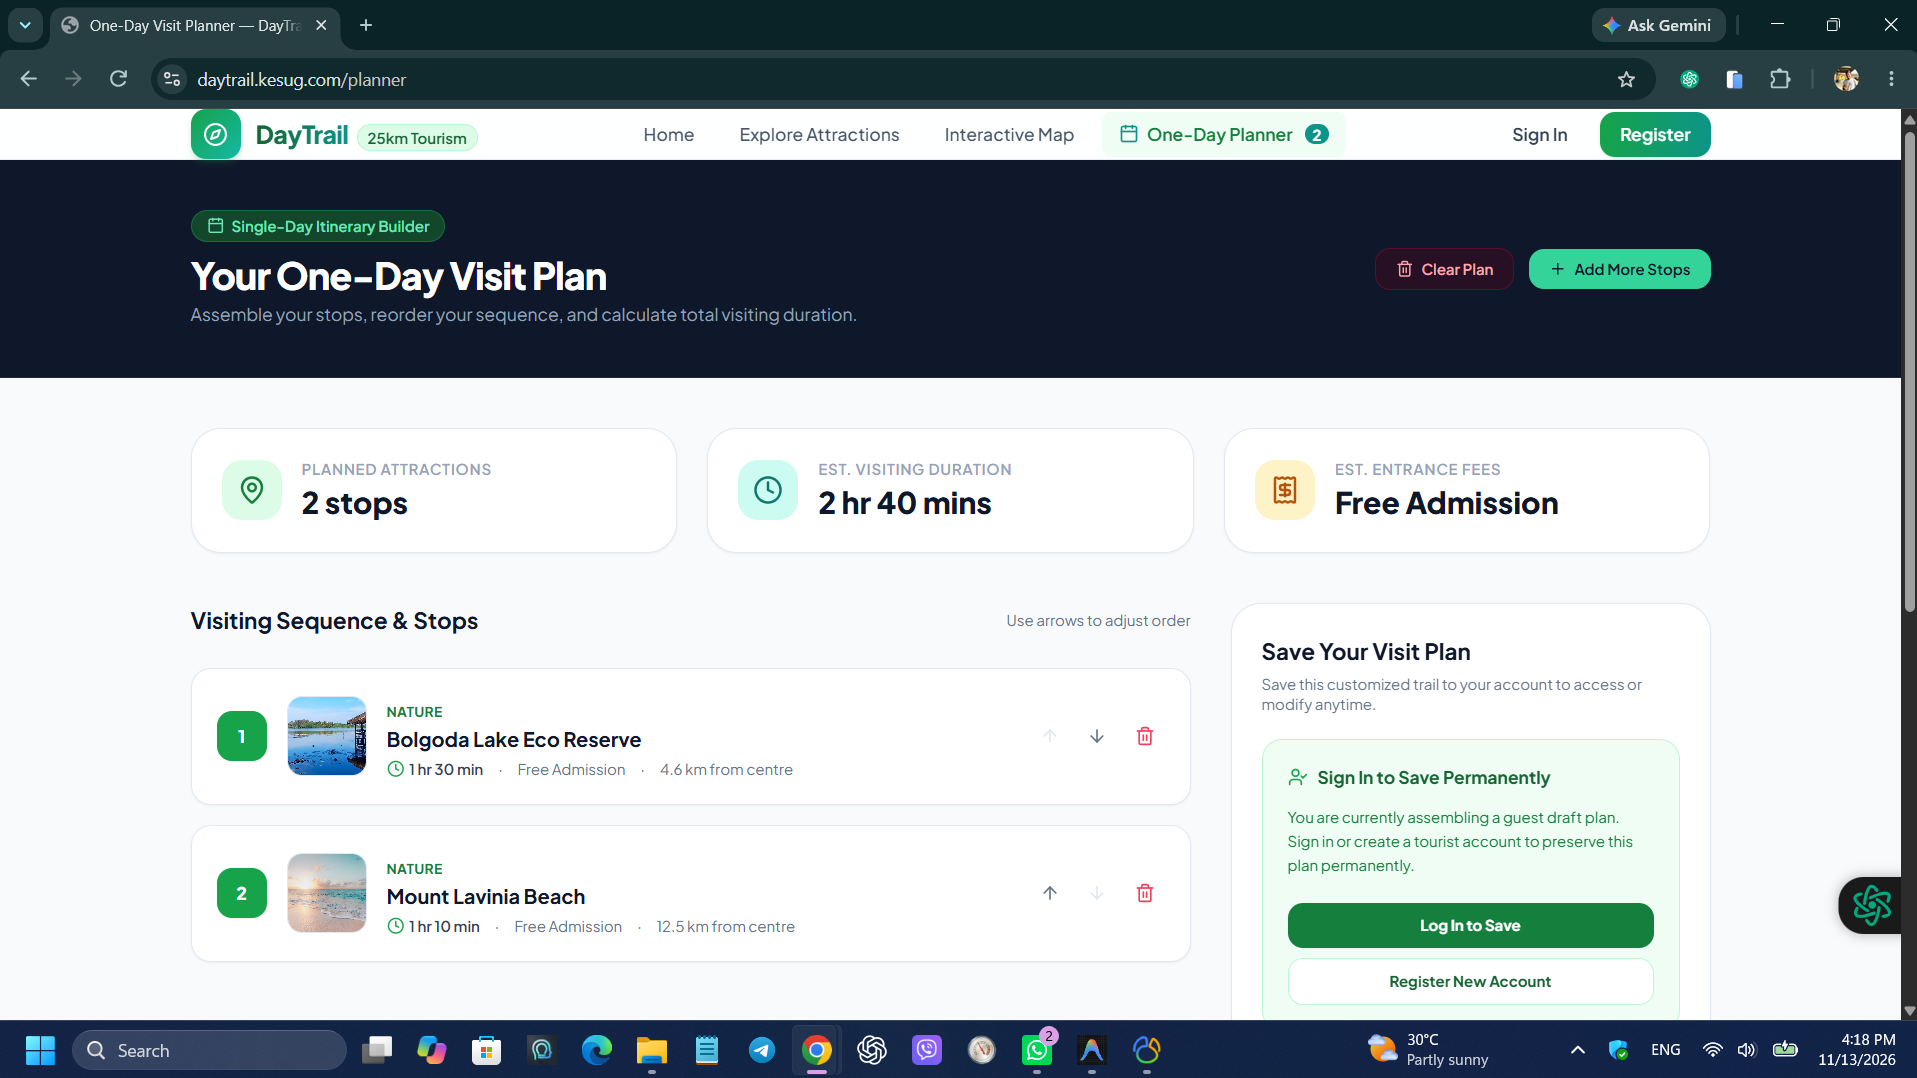 One-Day Visit Planner — DayTra
Ask Gemini
daytrail.kesug.com/planner
DayTrail
25km Tourism
Home
Explore Attractions
Interactive Map
One-Day Planner
2
Sign In
Register
Single-Day Itinerary Builder
Your One-Day Visit Plan
Assemble your stops, reorder your sequence, and calculate total visiting duration.
Clear Plan
Add More Stops
PLANNED ATTRACTIONS
2 stops
EST. VISITING DURATION
2 hr 40 mins
EST. ENTRANCE FEES
Free Admission
Visiting Sequence & Stops
Use arrows to adjust order
1
NATURE
Bolgoda Lake Eco Reserve
1 hr 30 min · Free Admission · 4.6 km from centre
2
NATURE
Mount Lavinia Beach
1 hr 10 min · Free Admission · 12.5 km from centre
Save Your Visit Plan
Save this customized trail to your account to access or
modify anytime.
Sign In to Save Permanently
You are currently assembling a guest draft plan.
Sign in or create a tourist account to preserve this
plan permanently.
Log In to Save
Register New Account
Search
2
30°C
Partly sunny
ENG
4:18 PM
11/13/2026